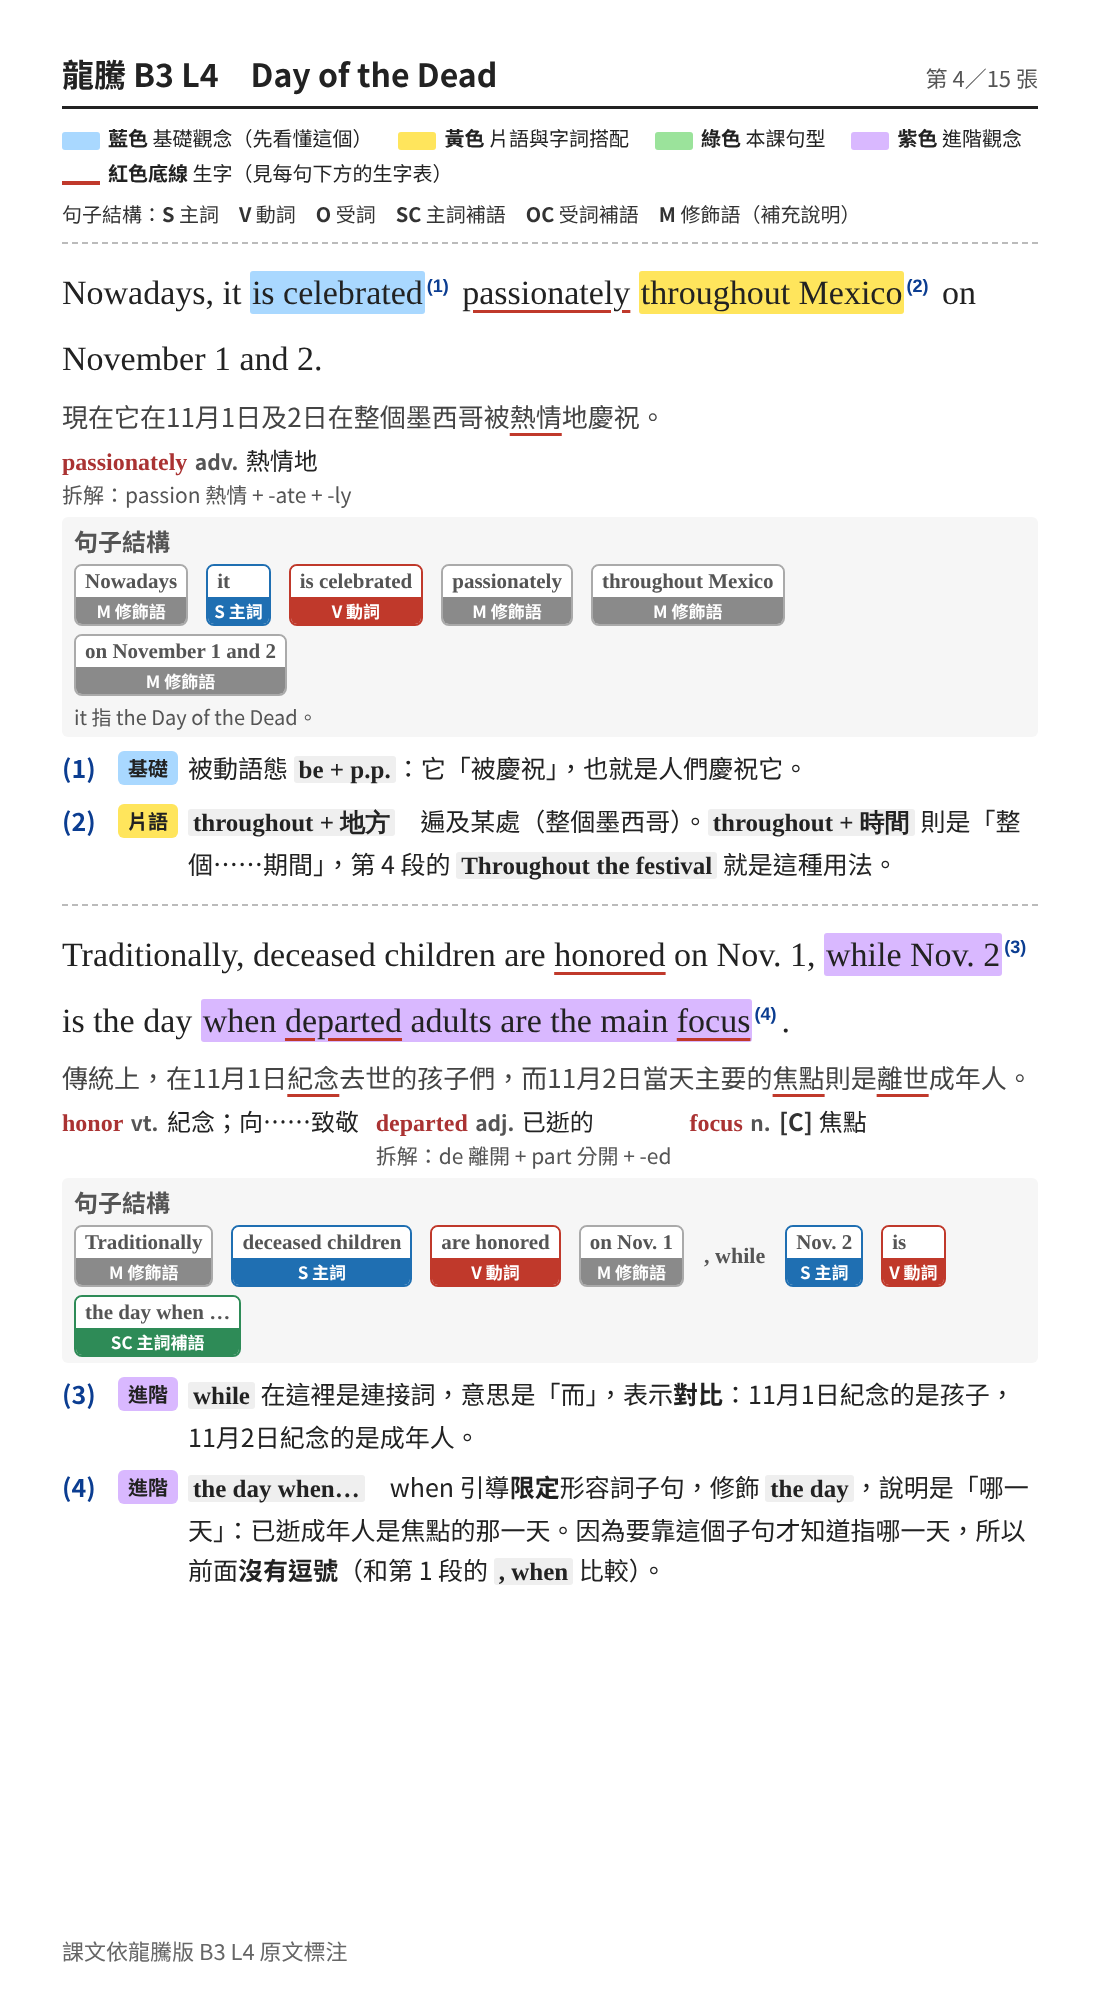 龍騰 B3 L4　Day of the Dead
第 4／15 張
藍色 基礎觀念（先看懂這個）　黃色 片語與字詞搭配　綠色 本課句型　紫色 進階觀念
紅色底線 生字（見每句下方的生字表）
句子結構：S 主詞　V 動詞　O 受詞　SC 主詞補語　OC 受詞補語　M 修飾語（補充說明）
Nowadays, it is celebrated(1) passionately throughout Mexico(2) on
November 1 and 2.
現在它在11月1日及2日在整個墨西哥被熱情地慶祝。
passionately adv. 熱情地
拆解：passion 熱情 + -ate + -ly
句子結構
Nowadays　it　is celebrated　passionately　throughout Mexico
M 修飾語　S 主詞　V 動詞　M 修飾語　M 修飾語
on November 1 and 2
M 修飾語
it 指 the Day of the Dead。
(1) 基礎 被動語態 be + p.p.：它「被慶祝」，也就是人們慶祝它。
(2) 片語 throughout + 地方　遍及某處（整個墨西哥）。throughout + 時間 則是「整
個……期間」，第 4 段的 Throughout the festival 就是這種用法。
Traditionally, deceased children are honored on Nov. 1, while Nov. 2(3)
is the day when departed adults are the main focus(4).
傳統上，在11月1日紀念去世的孩子們，而11月2日當天主要的焦點則是離世成年人。
honor vt. 紀念；向……致敬　departed adj. 已逝的　focus n. [C] 焦點
拆解：de 離開 + part 分開 + -ed
句子結構
Traditionally　deceased children　are honored　on Nov. 1　, while　Nov. 2　is
M 修飾語　S 主詞　V 動詞　M 修飾語　S 主詞　V 動詞
the day when …
SC 主詞補語
(3) 進階 while 在這裡是連接詞，意思是「而」，表示對比：11月1日紀念的是孩子，
11月2日紀念的是成年人。
(4) 進階 the day when…　when 引導限定形容詞子句，修飾 the day，說明是「哪一
天」：已逝成年人是焦點的那一天。因為要靠這個子句才知道指哪一天，所以
前面沒有逗號（和第 1 段的 , when 比較）。
課文依龍騰版 B3 L4 原文標注